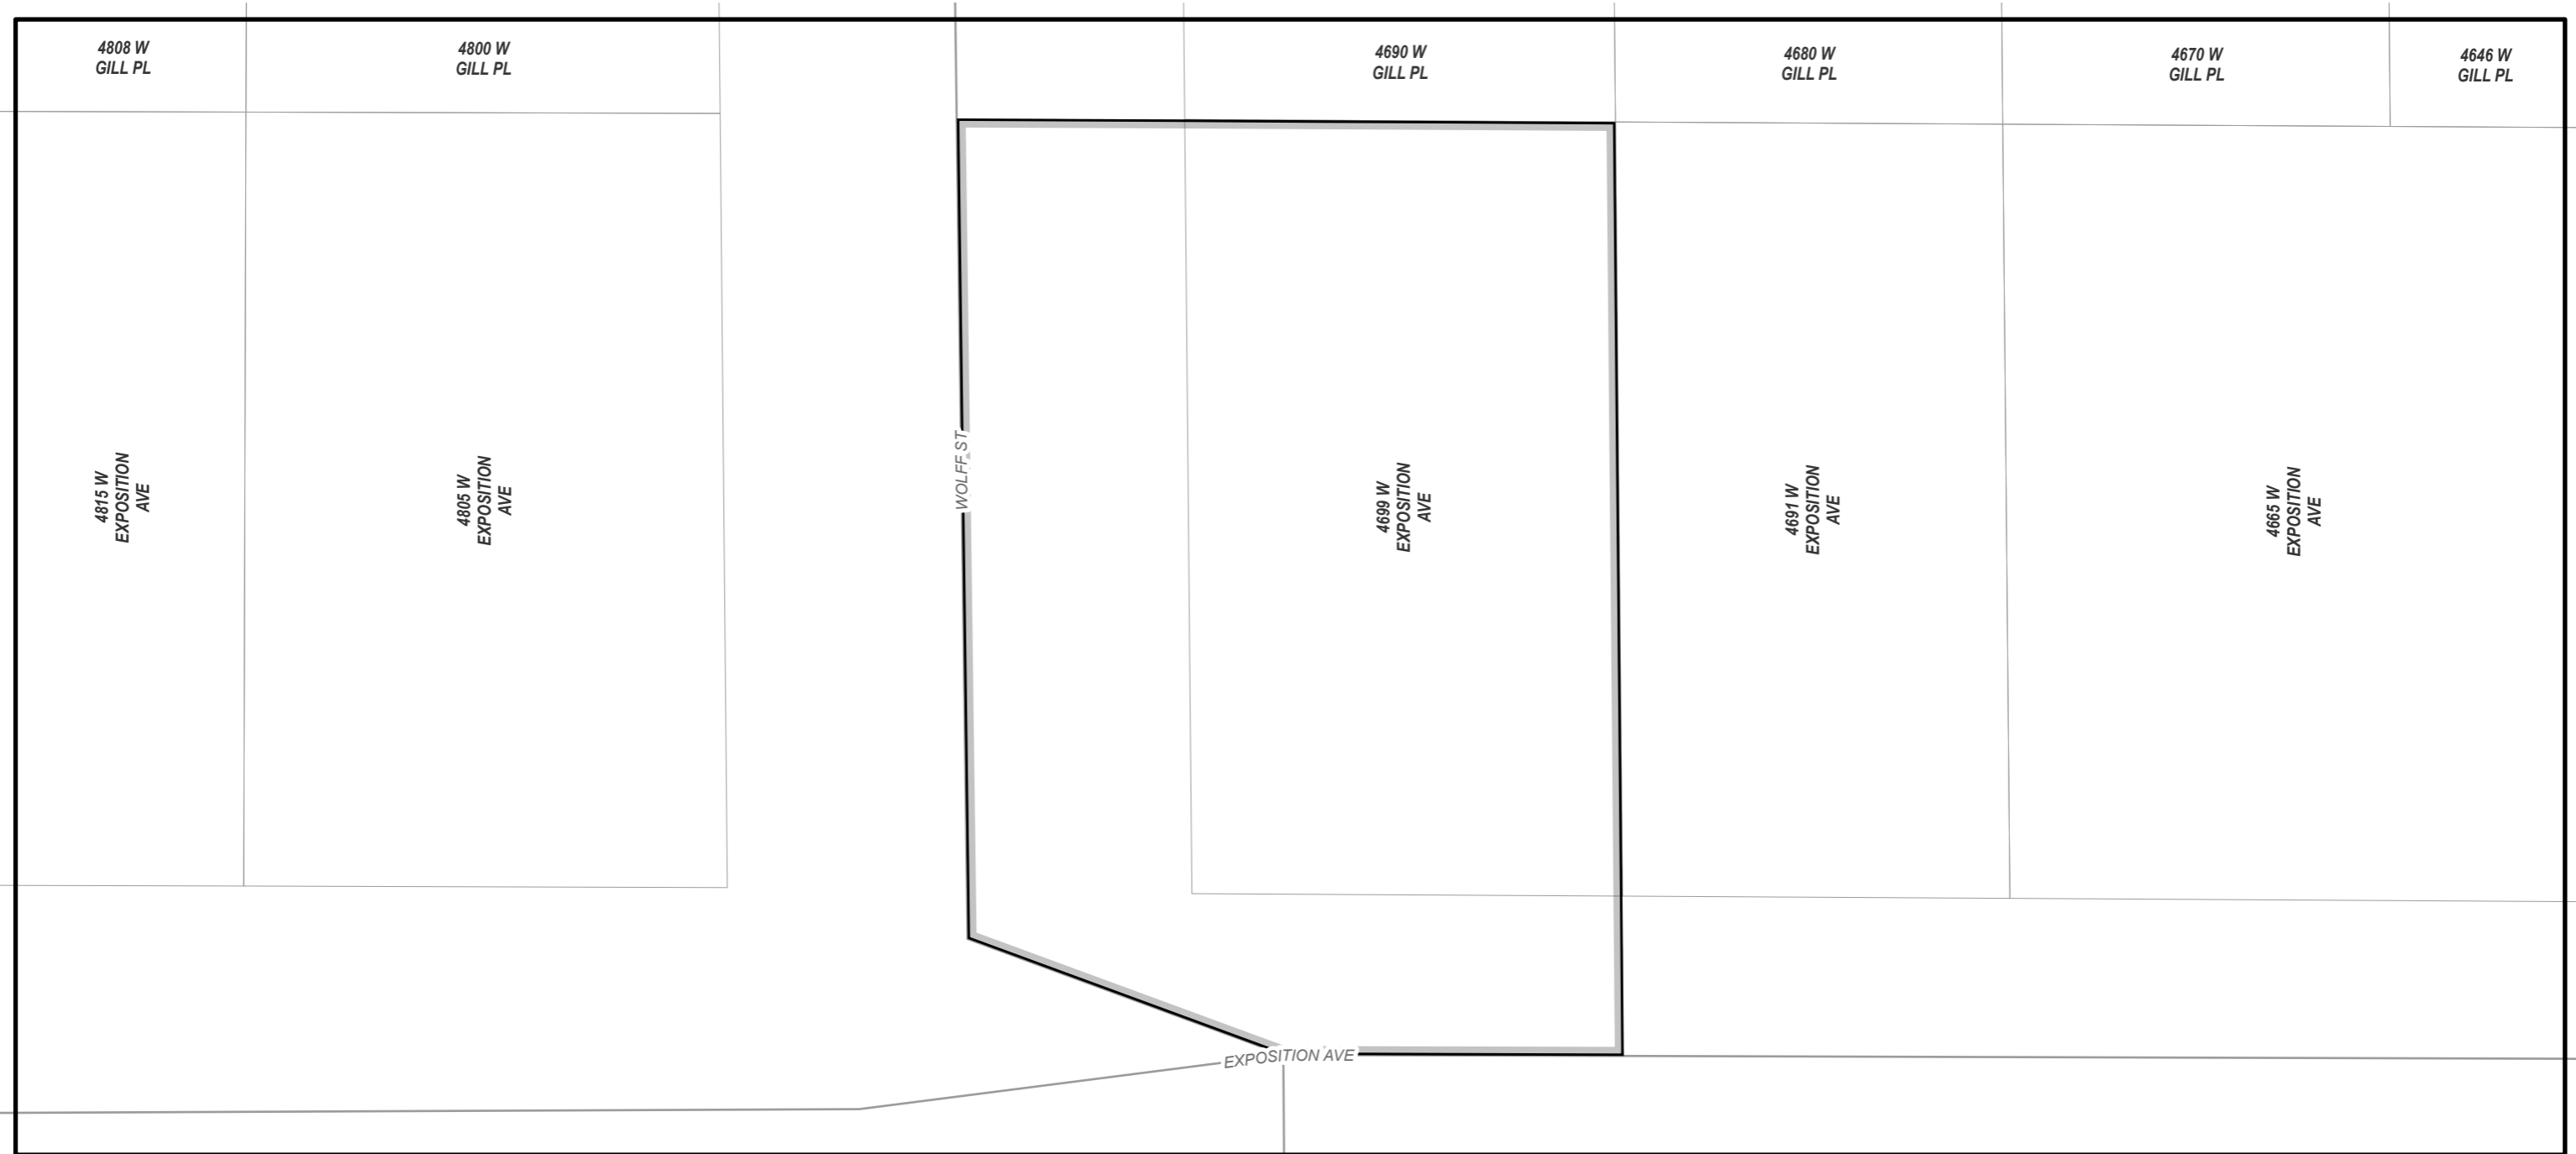 4808 W
GILL PL
4800 W
GILL PL
4690 W
GILL PL
4680 W
GILL PL
4670 W
GILL PL
4646 W
GILL PL
4815 W
EXPOSITION
AVE
4805 W
EXPOSITION
AVE
WOLFF ST
4699 W
EXPOSITION
AVE
4691 W
EXPOSITION
AVE
4665 W
EXPOSITION
AVE
EXPOSITION AVE